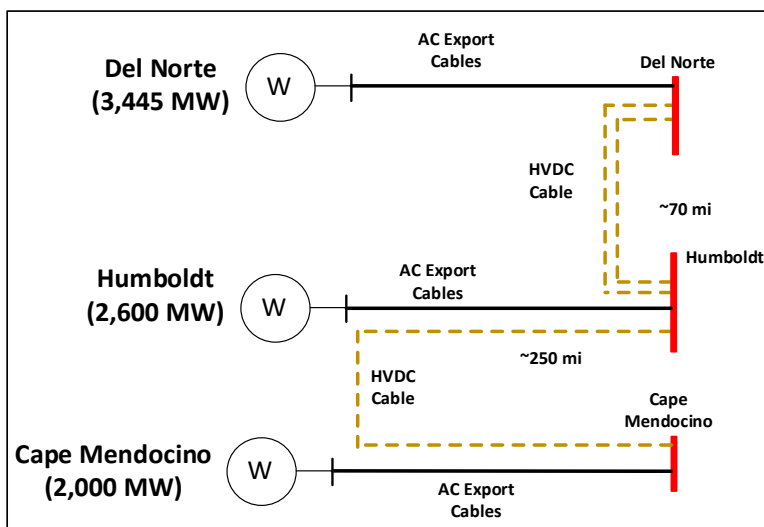 AC Export
Cables
Del Norte
Del Norte
(3,445 MW)
W
HVDC
Cable
~70 mi
Humboldt
AC Export
Cables
Humboldt
(2,600 MW)
W
~250 mi
HVDC
Cable
Cape
Mendocino
Cape Mendocino
(2,000 MW)
W
AC Export
Cables